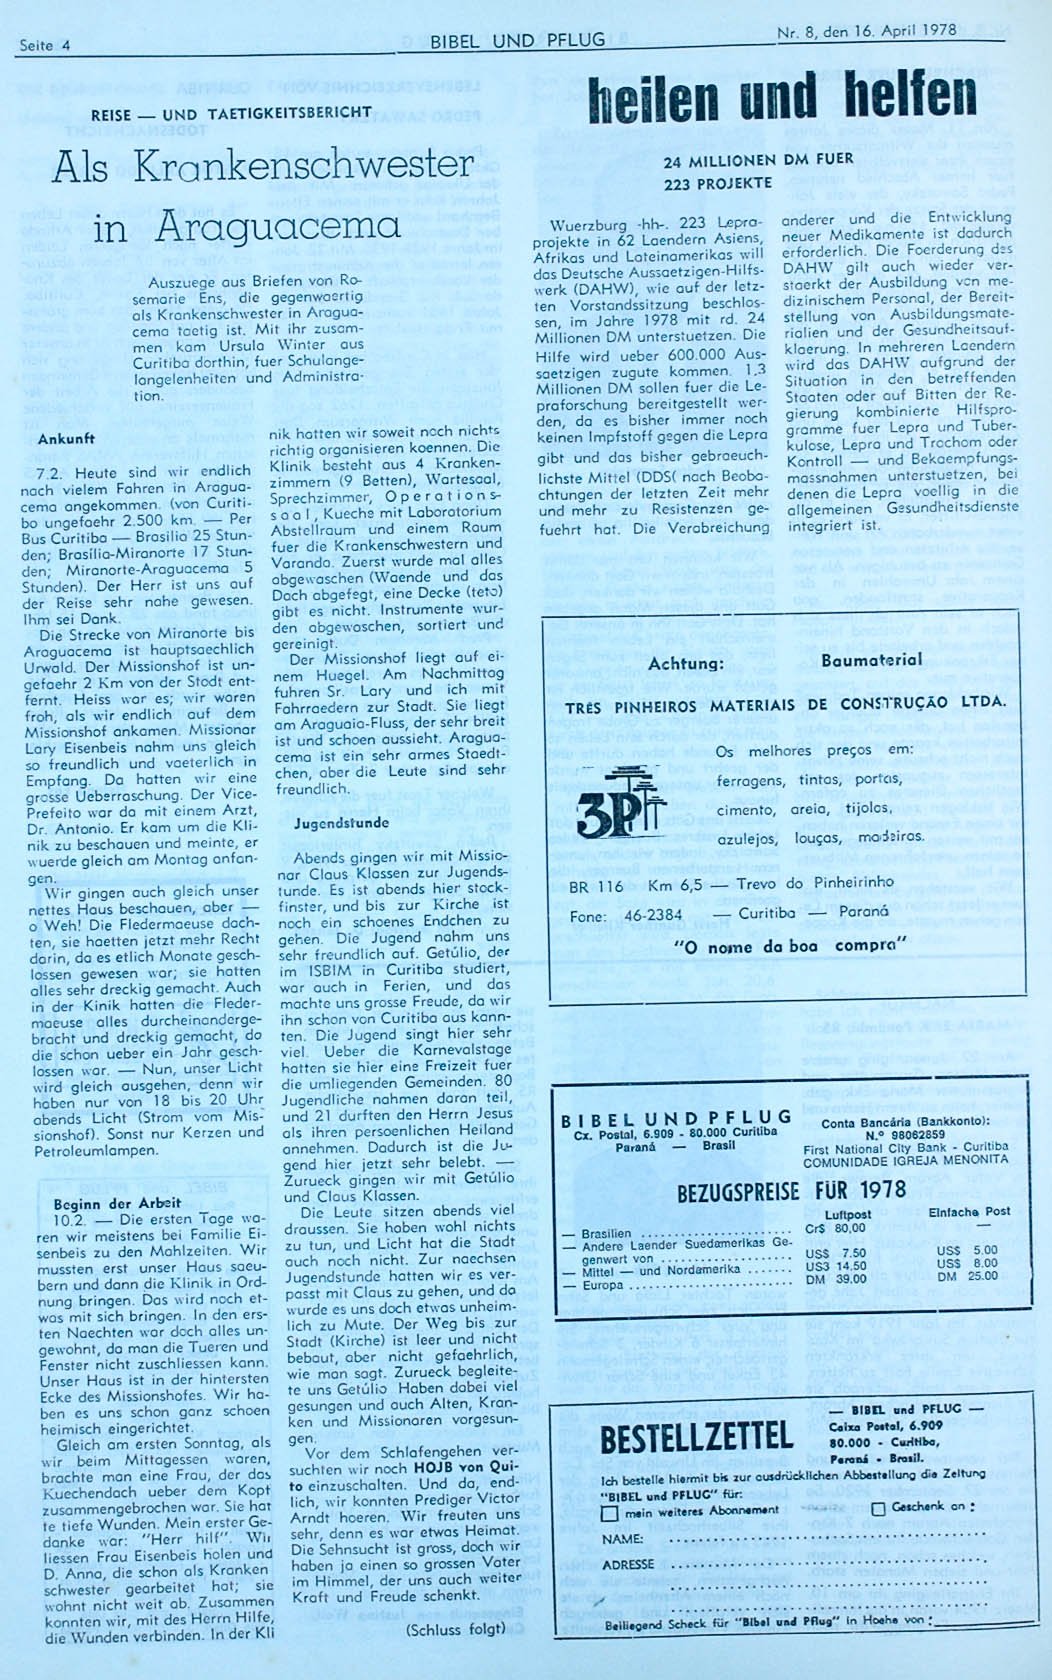 Seite 4
BIBEL UND PFLUG
Nr. 8, den 16. April 1978
REISE — UND TAETIGKEITSBERICHT
Als Krankenschwester
in Araguacema
Auszuege aus Briefen von Ro-
semarie Ens, die gegenwaertig
als Krankenschwester in Aragua-
cema taetig ist. Mit ihr zusam-
men kam Ursula Winter aus
Curitiba dorthin, fuer Schulange-
langelenheiten und Administra-
tion.
Ankunft
7.2. Heute sind wir endlich
nach vielem Fahren in Aragua-
cema angekommen. (von Curiti-
bo ungefaehr 2.500 km. — Per
Bus Curitiba — Brasilia 25 Stun-
den; Brasília-Miranorte 17 Stun-
den; Miranorte-Araguacema 5
Stunden). Der Herr ist uns auf
der Reise sehr nahe gewesen.
Ihm sei Dank.
Die Strecke von Miranorte bis
Araguacema ist hauptsaechlich
Urwald. Der Missionshof ist un-
gefaehr 2 Km von der Stadt ent-
fernt. Heiss war es; wir waren
froh, als wir endlich auf dem
Missionshof ankamen. Missionar
Lary Eisenbeis nahm uns gleich
so freundlich und vaeterlich in
Empfang. Da hatten wir eine
grosse Ueberraschung. Der Vice-
Prefeito war da mit einem Arzt,
Dr. Antonio. Er kam um die Kli-
nik zu beschauen und meinte, er
wuerde gleich am Montag anfan-
gen.
Wir gingen auch gleich unser
nettes Haus beschauen, aber —
o Weh! Die Fledermaeuse dach-
ten, sie haetten jetzt mehr Recht
darin, da es etlich Monate gesch-
lossen gewesen war; sie hatten
alles sehr dreckig gemacht. Auch
in der Kinik hatten die Fleder-
maeuse alles durcheinanderge-
bracht und dreckig gemacht, da
die schon ueber ein Jahr gesch-
lossen war. — Nun, unser Licht
wird gleich ausgehen, denn wir
haben nur von 18 bis 20 Uhr
abends Licht (Strom vom Mis-
sionshof). Sonst nur Kerzen und
Petroleumlampen.
Beginn der Arbeit
10.2. — Die ersten Tage wa-
ren wir meistens bei Familie Ei-
senbeis zu den Mahlzeiten. Wir
mussten erst unser Haus saeu-
bern und dann die Klinik in Ord-
nung bringen. Das wird noch et-
was mit sich bringen. In den ers-
ten Naechten war doch alles un-
gewohnt, da man die Tueren und
Fenster nicht zuschliessen kann.
Unser Haus ist in der hintersten
Ecke des Missionshofes. Wir ha-
ben es uns schon ganz schoen
heimisch eingerichtet.
Gleich am ersten Sonntag, als
wir beim Mittagessen waren,
brachte man eine Frau, der das
Kuechendach ueber dem Kopf
zusammengebrochen war. Sie hat
te tiefe Wunden. Mein erster Ge-
danke war: "Herr hilf". Wir
liessen Frau Eisenbeis holen und
D. Anna, die schon als Kranken
schwester gearbeitet hat; sie
wohnt nicht weit ab. Zusammen
konnten wir, mit des Herrn Hilfe,
die Wunden verbinden. In der Kli
nik hatten wir soweit noch nichts
richtig organisieren koennen. Die
Klinik besteht aus 4 Kranken-
zimmern (9 Betten), Wartesaal,
Sprechzimmer, Operations-
saal, Kueche mit Laboratorium
Abstellraum und einem Raum
fuer die Krankenschwestern und
Varanda. Zuerst wurde mal alles
abgewaschen (Waende und das
Dach abgefegt, eine Decke (teto)
gibt es nicht. Instrumente wur-
den abgewaschen, sortiert und
gereinigt.
Der Missionshof liegt auf ei-
nem Huegel. Am Nachmittag
fuhren Sr. Lary und ich mit
Fahrraedern zur Stadt. Sie liegt
am Araguaia-Fluss, der sehr breit
ist und schoen aussieht. Aragua-
cema ist ein sehr armes Staedt-
chen, aber die Leute sind sehr
freundlich.
Jugendstunde
Abends gingen wir mit Missio-
nar Claus Klassen zur Jugends-
tunde. Es ist abends hier stock-
finster, und bis zur Kirche ist
noch ein schoenes Endchen zu
gehen. Die Jugend nahm uns
sehr freundlich auf. Getúlio, der
im ISBIM in Curitiba studiert,
war auch in Ferien, und das
machte uns grosse Freude, da wir
ihn schon von Curitiba aus kann-
ten. Die Jugend singt hier sehr
viel. Ueber die Karnevalstage
hatten sie hier eine Freizeit fuer
die umliegenden Gemeinden. 80
Jugendliche nahmen daran teil,
und 21 durften den Herrn Jesus
als ihren persoenlichen Heiland
annehmen. Dadurch ist die Ju-
gend hier jetzt sehr belebt. —
Zurueck gingen wir mit Getúlio
und Claus Klassen.
Die Leute sitzen abends viel
draussen. Sie haben wohl nichts
zu tun, und Licht hat die Stadt
auch noch nicht. Zur naechsen
Jugendstunde hatten wir es ver-
passt mit Claus zu gehen, und da
wurde es uns doch etwas unheim-
lich zu Mute. Der Weg bis zur
Stadt (Kirche) ist leer und nicht
bebaut, aber nicht gefaehrlich,
wie man sagt. Zurueck begleite-
te uns Getúlio Haben dabei viel
gesungen und auch Alten, Kran-
ken und Missionaren vorgesun-
gen.
Vor dem Schlafengehen ver-
suchten wir noch HOJB von Qui-
to einzuschalten. Und da, end-
lich, wir konnten Prediger Victor
Arndt hoeren. Wir freuten uns
sehr, denn es war etwas Heimat.
Die Sehnsucht ist gross, doch wir
haben ja einen so grossen Vater
im Himmel, der uns auch weiter
Kraft und Freude schenkt.
(Schluss folgt)
heilen und helfen
24 MILLIONEN DM FUER
223 PROJEKTE
Wuerzburg -hh-. 223 Lepra-
projekte in 62 Laendern Asiens,
Afrikas und Lateinamerikas will
das Deutsche Aussaetzigen-Hilfs-
werk (DAHW), wie auf der letz-
ten Vorstandssitzung beschlos-
sen, im Jahre 1978 mit rd. 24
Millionen DM unterstuetzen. Die
Hilfe wird ueber 600.000 Aus-
saetzigen zugute kommen. 1,3
Millionen DM sollen fuer die Le-
praforschung bereitgestellt wer-
den, da es bisher immer noch
keinen Impfstoff gegen die Lepra
gibt und das bisher gebraeuch-
lichste Mittel (DDS( nach Beoba-
chtungen der letzten Zeit mehr
und mehr zu Resistenzen ge-
fuehrt hat. Die Verabreichung
anderer und die Entwicklung
neuer Medikamente ist dadurch
erforderlich. Die Foerderung des
DAHW gilt auch wieder ver-
staerkt der Ausbildung von me-
dizinischem Personal, der Bereit-
stellung von Ausbildungsmate-
rialien und der Gesundheitsauf-
klaerung. In mehreren Laendern
wird das DAHW aufgrund der
Situation in den betreffenden
Staaten oder auf Bitten der Re-
gierung kombinierte Hilfspro-
gramme fuer Lepra und Tuber-
kulose, Lepra und Trachom oder
Kontroll — und Bekaempfungs-
massnahmen unterstuetzen, bei
denen die Lepra voellig in die
allgemeinen Gesundheitsdienste
integriert ist.
Achtung: Baumaterial
TRÊS PINHEIROS MATERIAIS DE CONSTRUÇÃO LTDA.
3P
Os melhores preços em:
ferragens, tintas, portas,
cimento, areia, tijolos,
azulejos, louças, madeiras.
BR 116 Km 6,5 — Trevo do Pinheirinho
Fone: 46-2384 — Curitiba — Paraná
"O nome da boa compra"
BIBEL UND PFLUG
Cx. Postal, 6.909 - 80.000 Curitiba
Paraná — Brasil
Conta Bancária (Bankkonto):
N.º 98062859
First National City Bank - Curitiba
COMUNIDADE IGREJA MENONITA
BEZUGSPREISE FÜR 1978
Luftpost Einfache Post
— Brasilien ................ Cr$ 80,00 —
— Andere Laender Suedamerikas Ge-
genwert von ................ US$ 7.50 US$ 5.00
— Mittel — und Nordamerika ....... US$ 14.50 US$ 8.00
— Europa ................ DM 39.00 DM 25.00
BESTELLZETTEL
— BIBEL und PFLUG —
Caixa Postal, 6.909
80.000 - Curitiba,
Paraná - Brasil.
Ich bestelle hiermit bis zur ausdrücklichen Abbestellung die Zeitung
"BIBEL und PFLUG" für:
mein weiteres Abonnement Geschenk an :
NAME:
ADRESSE
Beiliegend Scheck für "Bibel und Pflug" in Hoehe von :